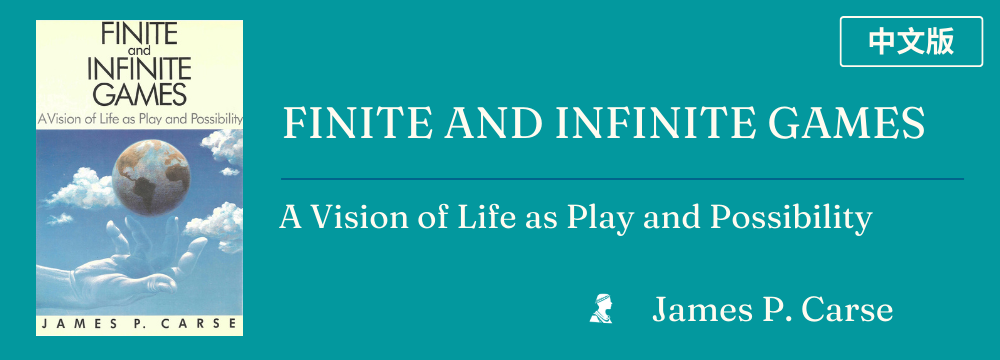 FINITE
and
INFINITE
GAMES
A Vision of Life as Play and Possibility
JAMES P. CARSE
中文版
FINITE AND INFINITE GAMES
A Vision of Life as Play and Possibility
James P. Carse